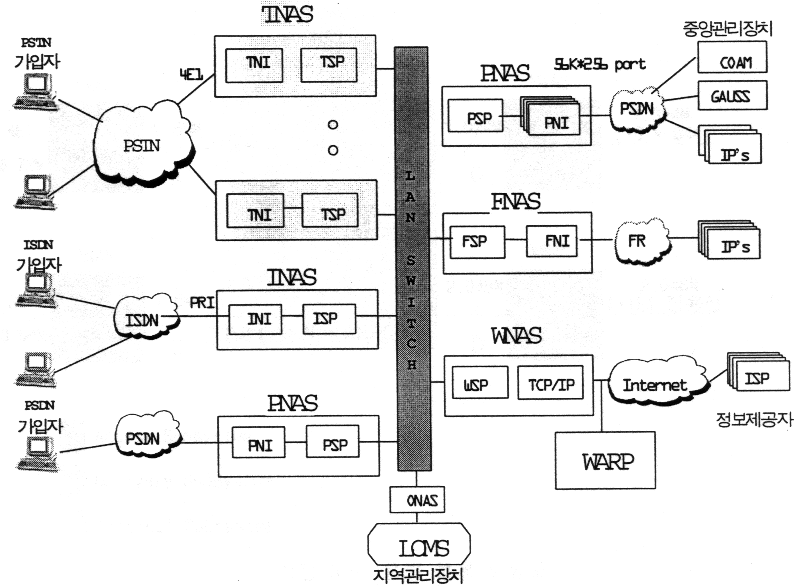 TNAS
PSTN
가입자
4E1
TNI
TSP
PSTN
TNI
TSP
ISDN
가입자
INAS
PRI
ISDN
INI
ISP
PSDN
가입자
PNAS
PSDN
PNI
PSP
LAN SWITCH
ONAS
LOMS
지역관리장치
중앙관리장치
PNAS
56K*256 port
PSP
PNI
PSDN
COAM
GAUSS
IP's
FNAS
FSP
FNI
FR
IP's
WNAS
WSP
TCP/IP
Internet
ISP
정보제공자
WARP